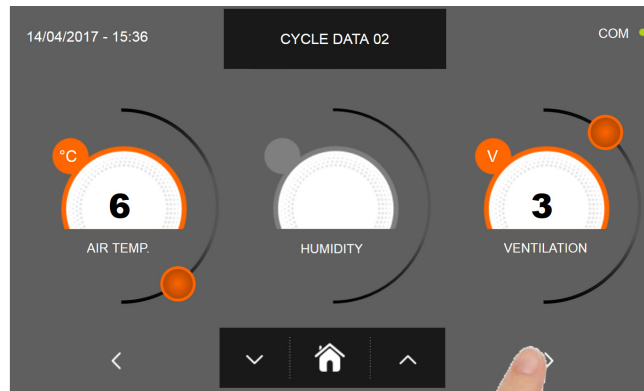 14/04/2017 - 15:36
CYCLE DATA 02
COM
°C
V
6
3
AIR TEMP.
HUMIDITY
VENTILATION